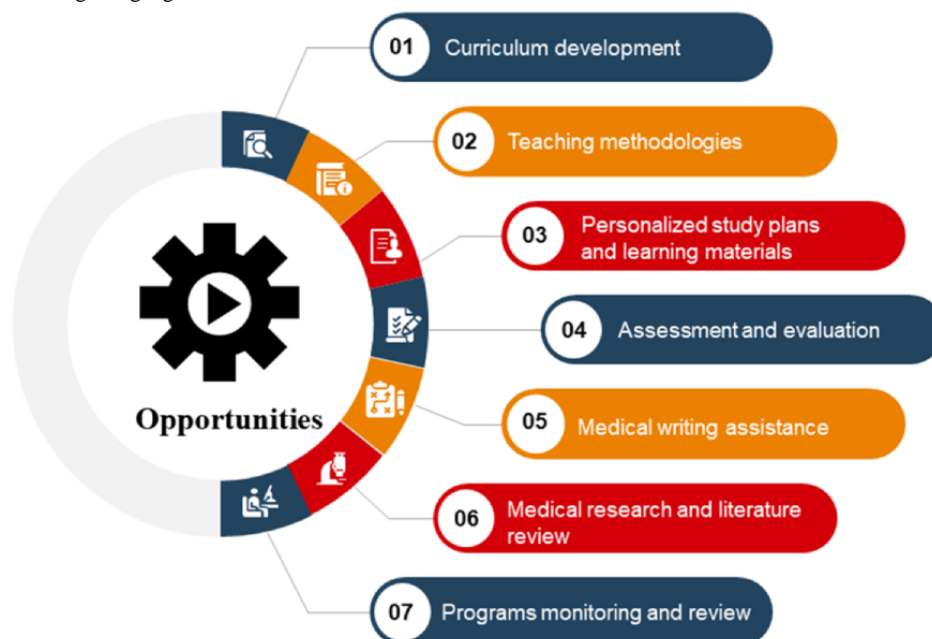 01 Curriculum development
02 Teaching methodologies
03 Personalized study plans
and learning materials
04 Assessment and evaluation
Opportunities
05 Medical writing assistance
06 Medical research and literature
review
07 Programs monitoring and review